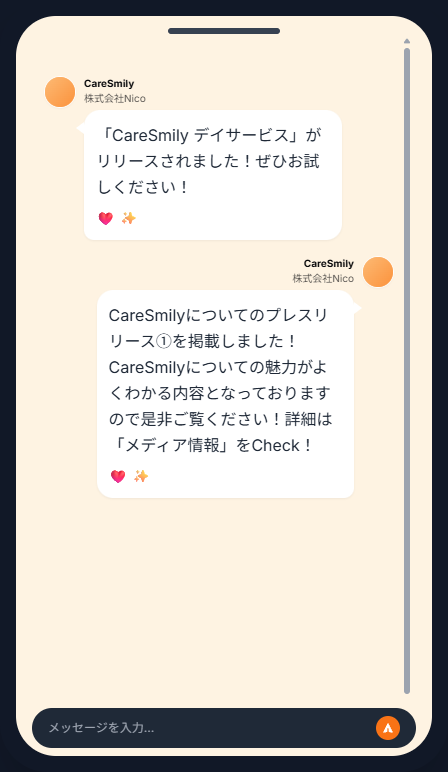 CareSmily
株式会社Nico
「CareSmily デイサービス」が
リリースされました！ぜひお試
しください！
CareSmily
株式会社Nico
CareSmilyについてのプレスリ
リース①を掲載しました！
CareSmilyについての魅力がよ
くわかる内容となっております
ので是非ご覧ください！詳細は
「メディア情報」をCheck！
メッセージを入力...